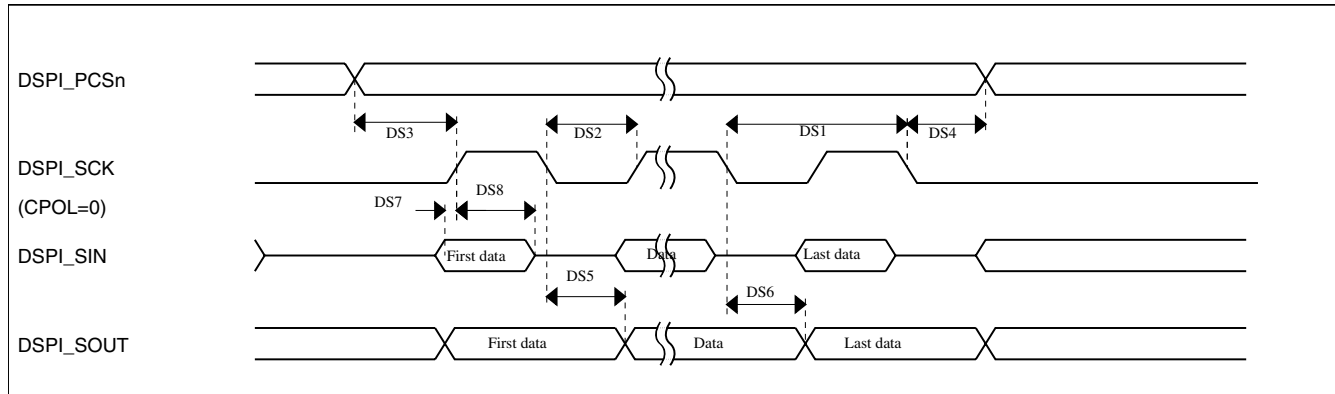 DSPI_PCSn
DS3
DS2
DS1
DS4
DSPI_SCK
(CPOL=0)
DS7
DS8
DSPI_SIN
First data
Data
Last data
DS5
DS6
DSPI_SOUT
First data
Data
Last data